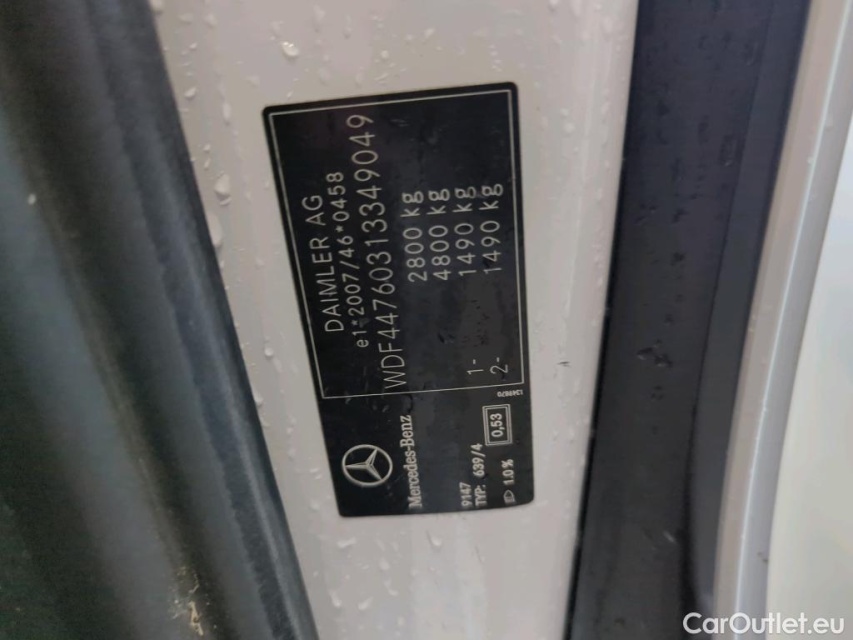 DAIMLER AG
e1*2007/46*0458
WDF44760313349049
2800 kg
4800 kg
1- 1490 kg
2- 1490 kg
Mercedes-Benz
9147
TYP: 639/4
1.0 %
0,53
CarOutlet.eu